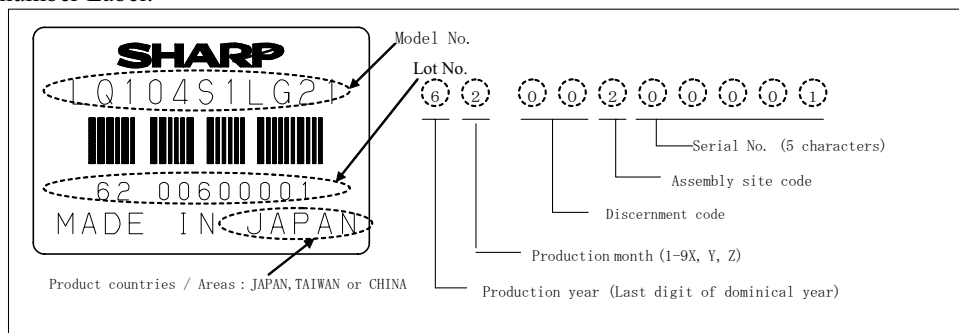 number Label.
SHARP
LQ104S1LG21
62 00600001
MADE IN JAPAN
Product countries / Areas : JAPAN, TAIWAN or CHINA
Model No.
Lot No.
6 2 0 0 2 0 0 0 0 1
Serial No. (5 characters)
Assembly site code
Discernment code
Production month (1-9X, Y, Z)
Production year (Last digit of dominical year)